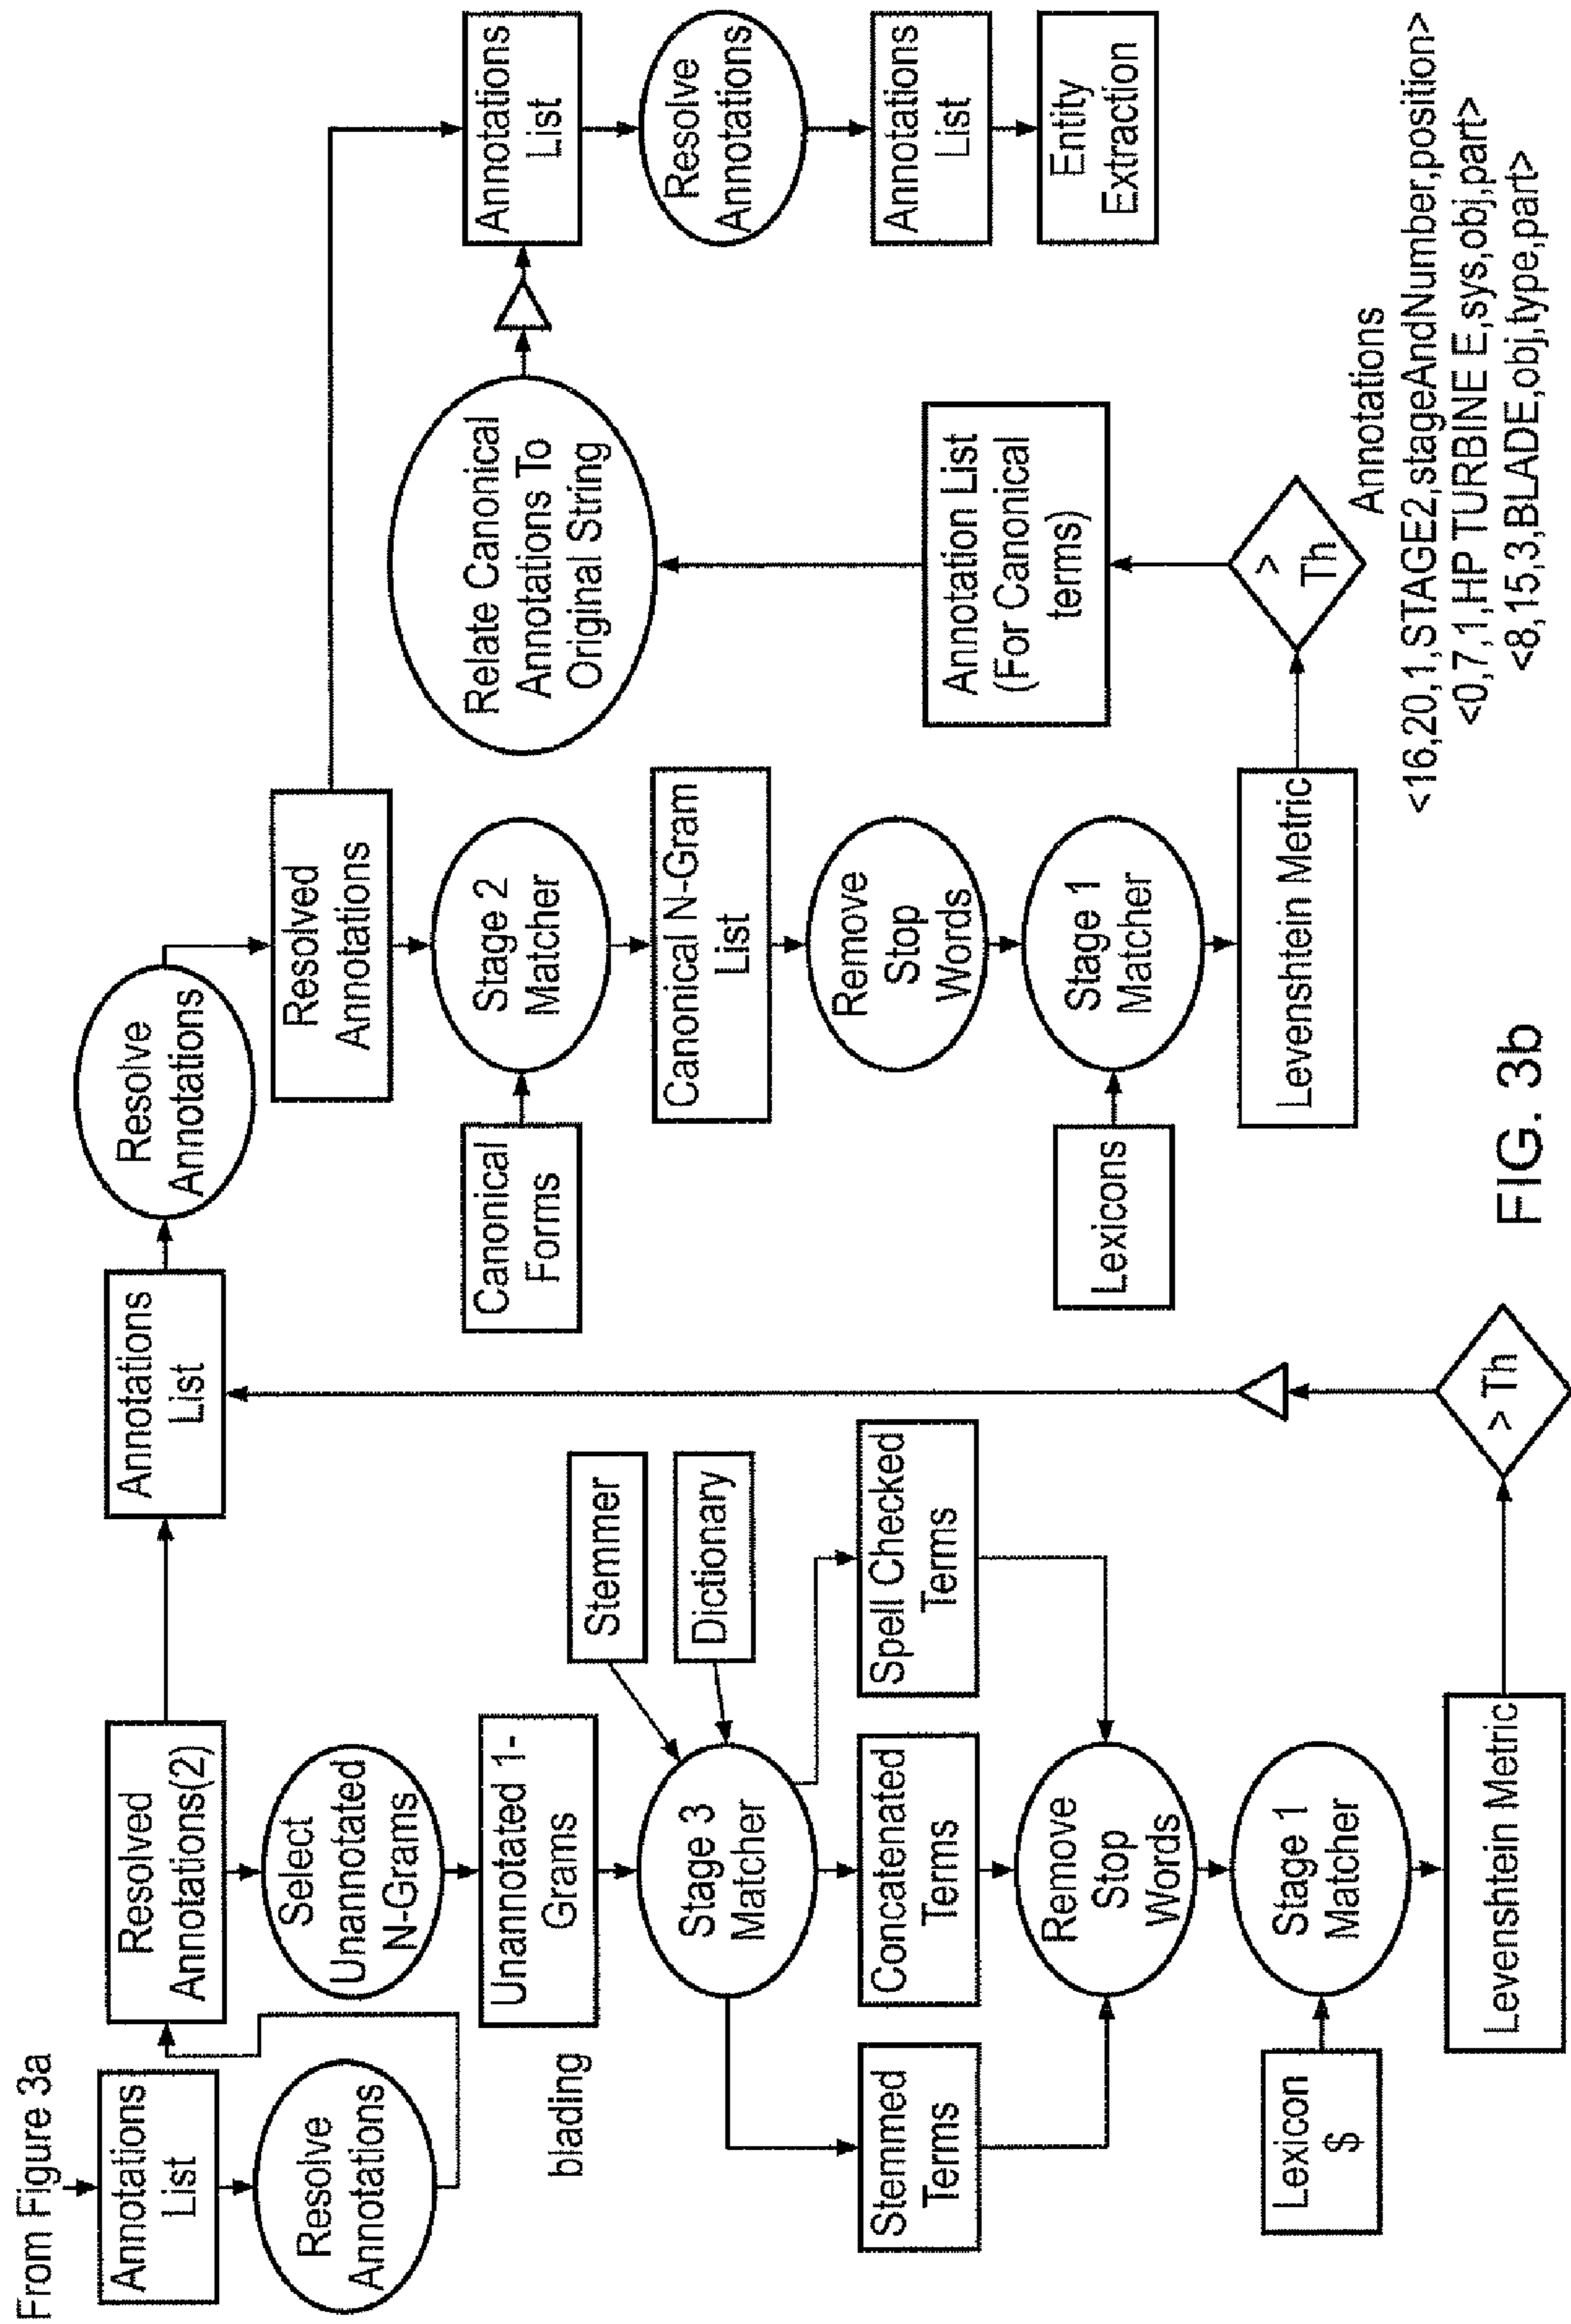 From Figure 3a
Annotations
List
Resolve
Annotations
Resolved
Annotations(2)
Select
Unannotated
N-Grams
Unannotated 1-
Grams
blading
Stemmer
Dictionary
Stage 3
Matcher
Stemmed
Terms
Concatenated
Terms
Spell Checked
Terms
Remove
Stop
Words
Lexicon
$
Stage 1
Matcher
Levenshtein Metric
> Th
Annotations
List
Resolve
Annotations
Resolved
Annotations
Canonical
Forms
Stage 2
Matcher
Canonical N-Gram
List
Remove
Stop
Words
Lexicons
Stage 1
Matcher
Levenshtein Metric
>
Th
Annotation List
(For Canonical
terms)
Relate Canonical
Annotations To
Original String
Annotations
List
Resolve
Annotations
Annotations
List
Entity
Extraction
Annotations
<16,20,1,STAGE2,stageAndNumber,position>
<0,7,1,HP TURBINE E,sys,obj,part>
<8,15,3,BLADE,obj,type,part>
FIG. 3b